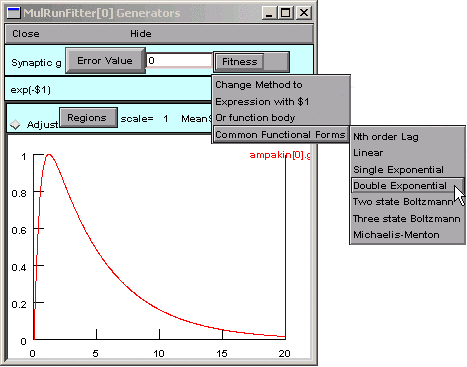 MulRunFitter[0] Generators
Close Hide
Synaptic g Error Value 0 Fitness
exp(-$1)
Change Method to
Expression with $1
Or function body
Common Functional Forms
Adjust Regions scale= 1 Mean
Nth order Lag
Linear
Single Exponential
Double Exponential
Two state Boltzmann
Three state Boltzmann
Michaelis-Menton
ampakin[0].g
1
0.8
0.6
0.4
0.2
0
0 5 10 15 20